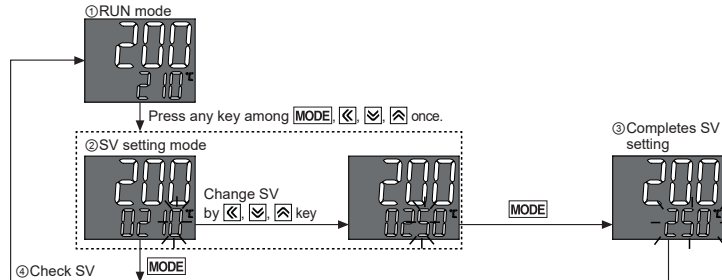 ①RUN mode
200
210 ℃
Press any key among MODE, «, ︾, ︽ once.
②SV setting mode
200
0210 ℃
Change SV
by «, ︾, ︽ key
200
0250 ℃
MODE
③Completes SV
setting
200
250
MODE
④Check SV